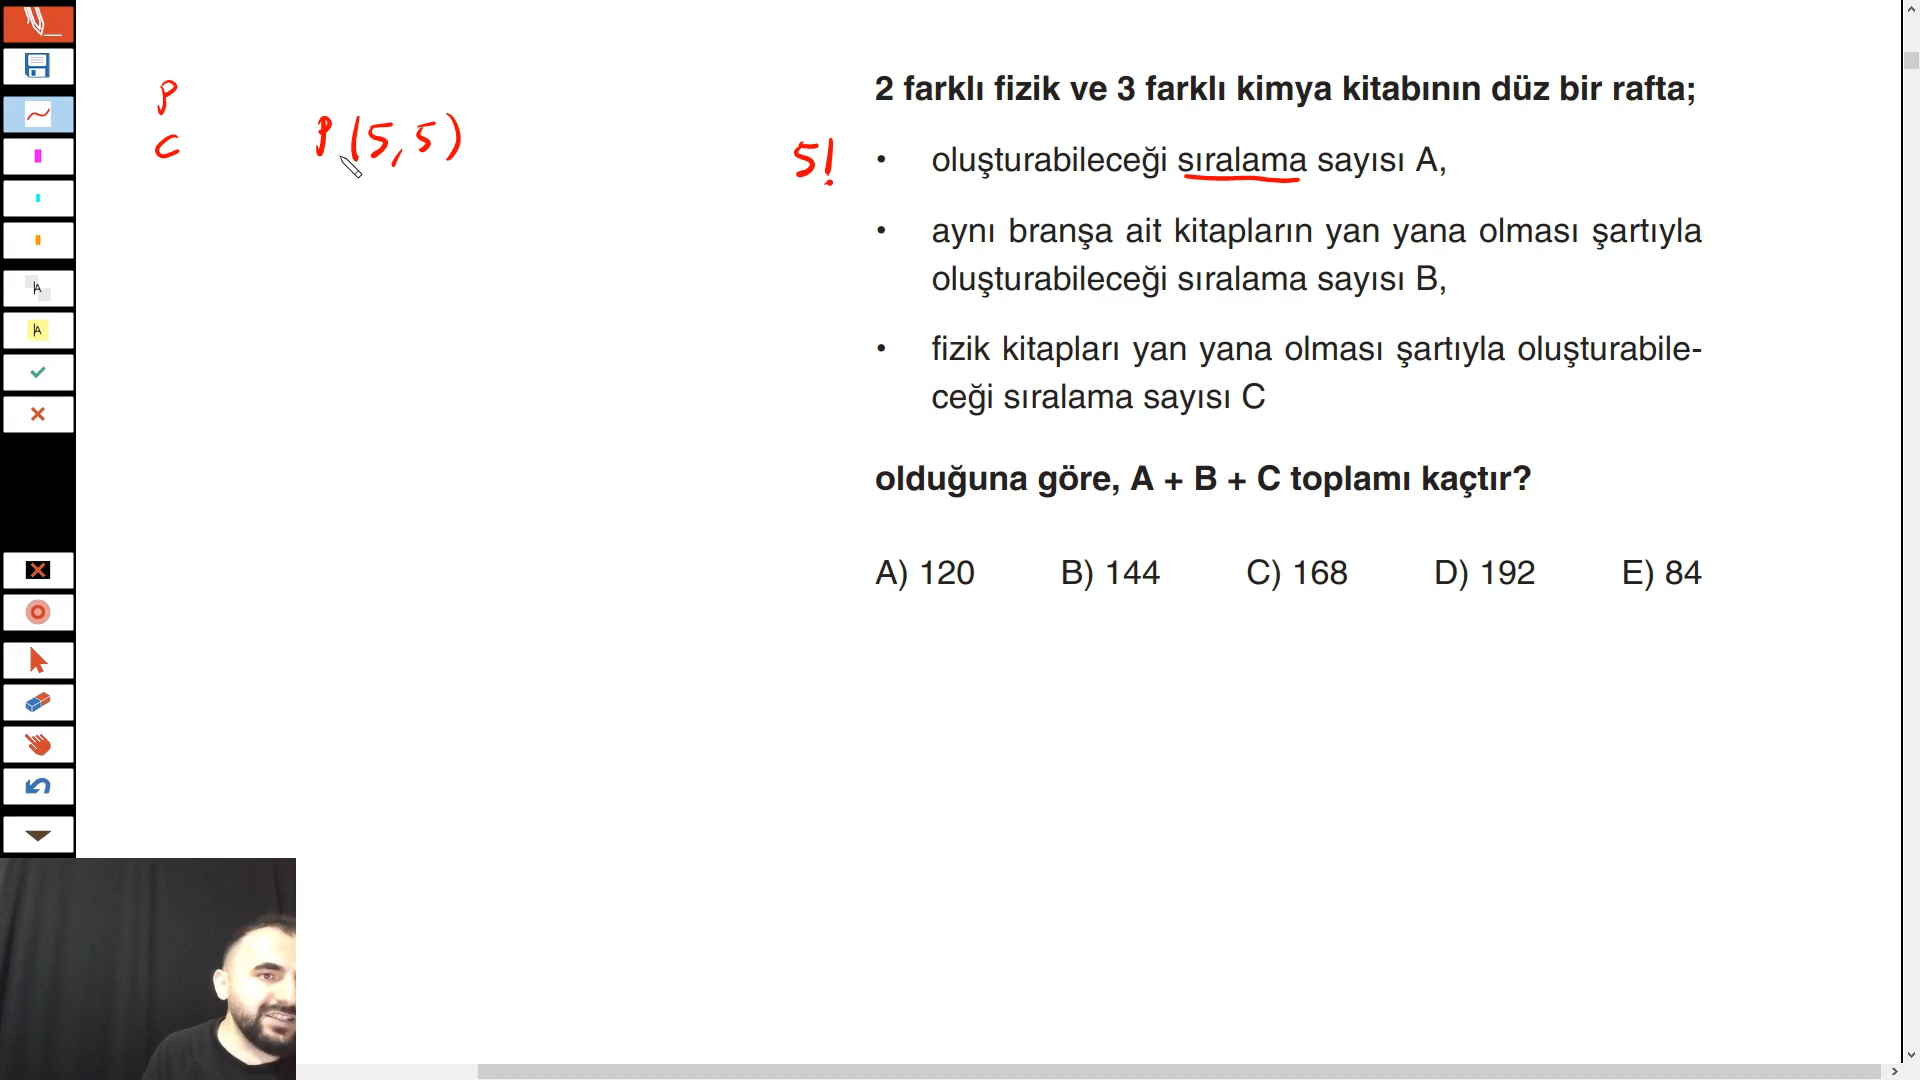 P
C
P(5,5)
2 farklı fizik ve 3 farklı kimya kitabının düz bir rafta;
5!
• oluşturabileceği sıralama sayısı A,
• aynı branşa ait kitapların yan yana olması şartıyla
oluşturabileceği sıralama sayısı B,
• fizik kitapları yan yana olması şartıyla oluşturabile-
ceği sıralama sayısı C
olduğuna göre, A + B + C toplamı kaçtır?
A) 120 B) 144 C) 168 D) 192 E) 84